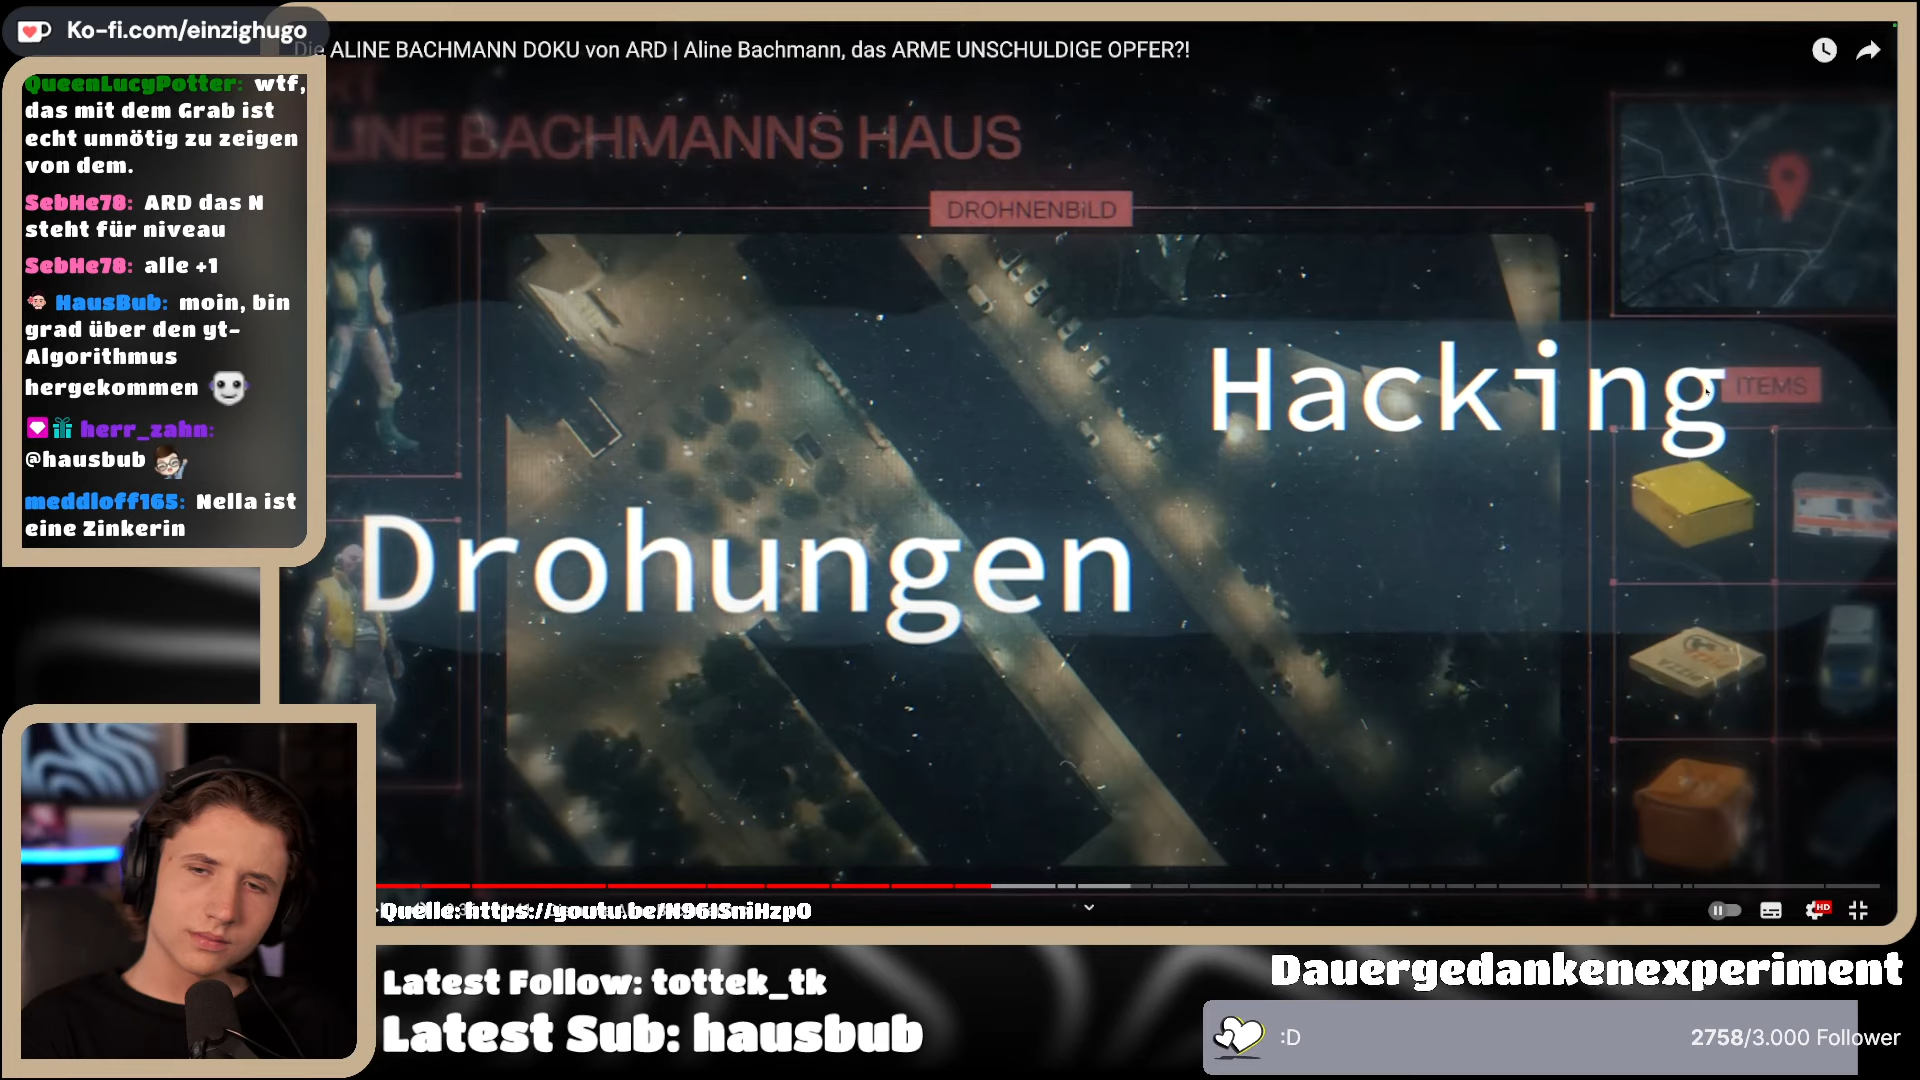 Ko-fi.com/einzighugo
Die ALINE BACHMANN DOKU von ARD | Aline Bachmann, das ARME UNSCHULDIGE OPFER?!
QueenLucyPotter: wtf,
das mit dem Grab ist
echt unnötig zu zeigen
von dem.
SebHe78: ARD das N
steht für niveau
SebHe78: alle +1
HausBub: moin, bin
grad über den yt-
Algorithmus
hergekommen
herr_zahn:
@hausbub
meddloff165: Nella ist
eine Zinkerin
LINE BACHMANNS HAUS
DROHNENBiLD
Hacking
ITEMS
Drohungen
PIZZA
Quelle: https://youtu.be/N96ISniHzpO
HD
Latest Follow: tottek_tk
Latest Sub: hausbub
Dauergedankenexperiment
:D
2758/3.000 Follower